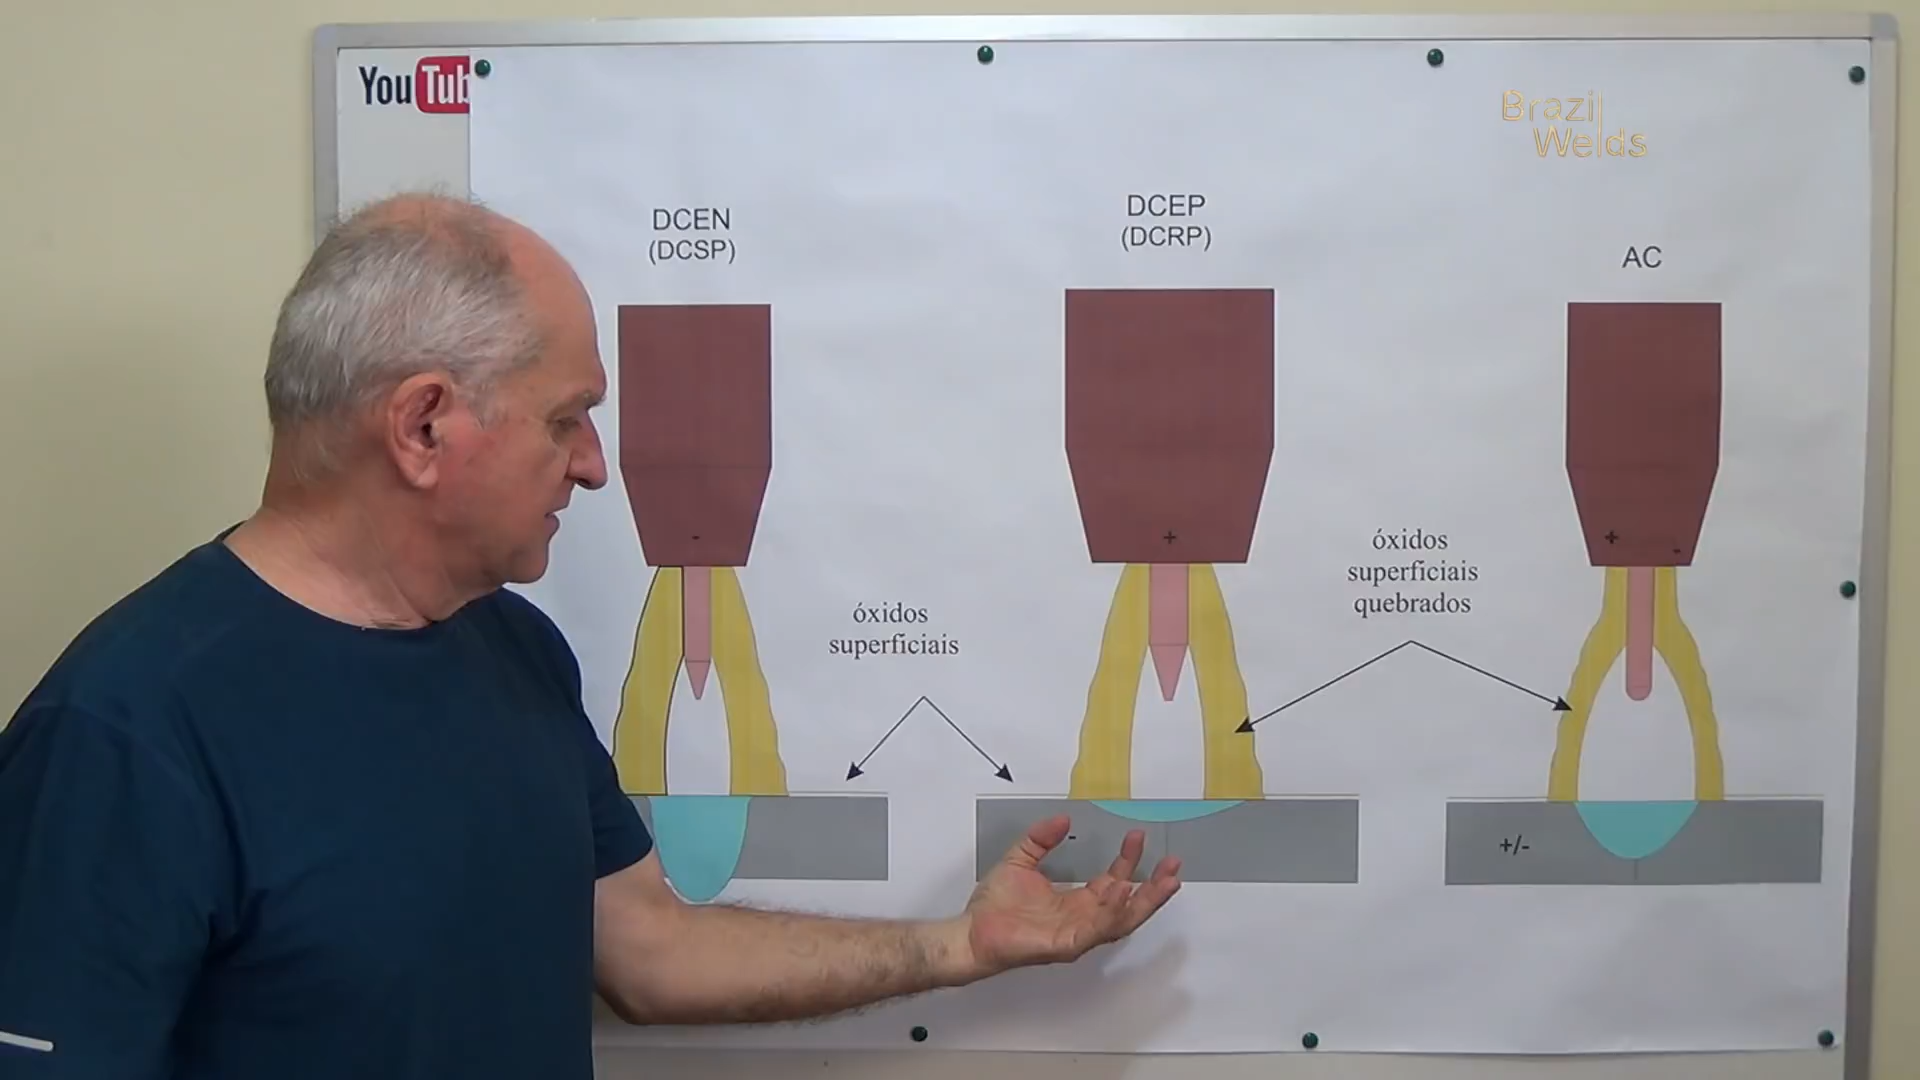 YouTub
Brazil
Welds
DCEN
(DCSP)
DCEP
(DCRP)
AC
-
+
+ -
óxidos
superficiais
quebrados
óxidos
superficiais
-
+/-